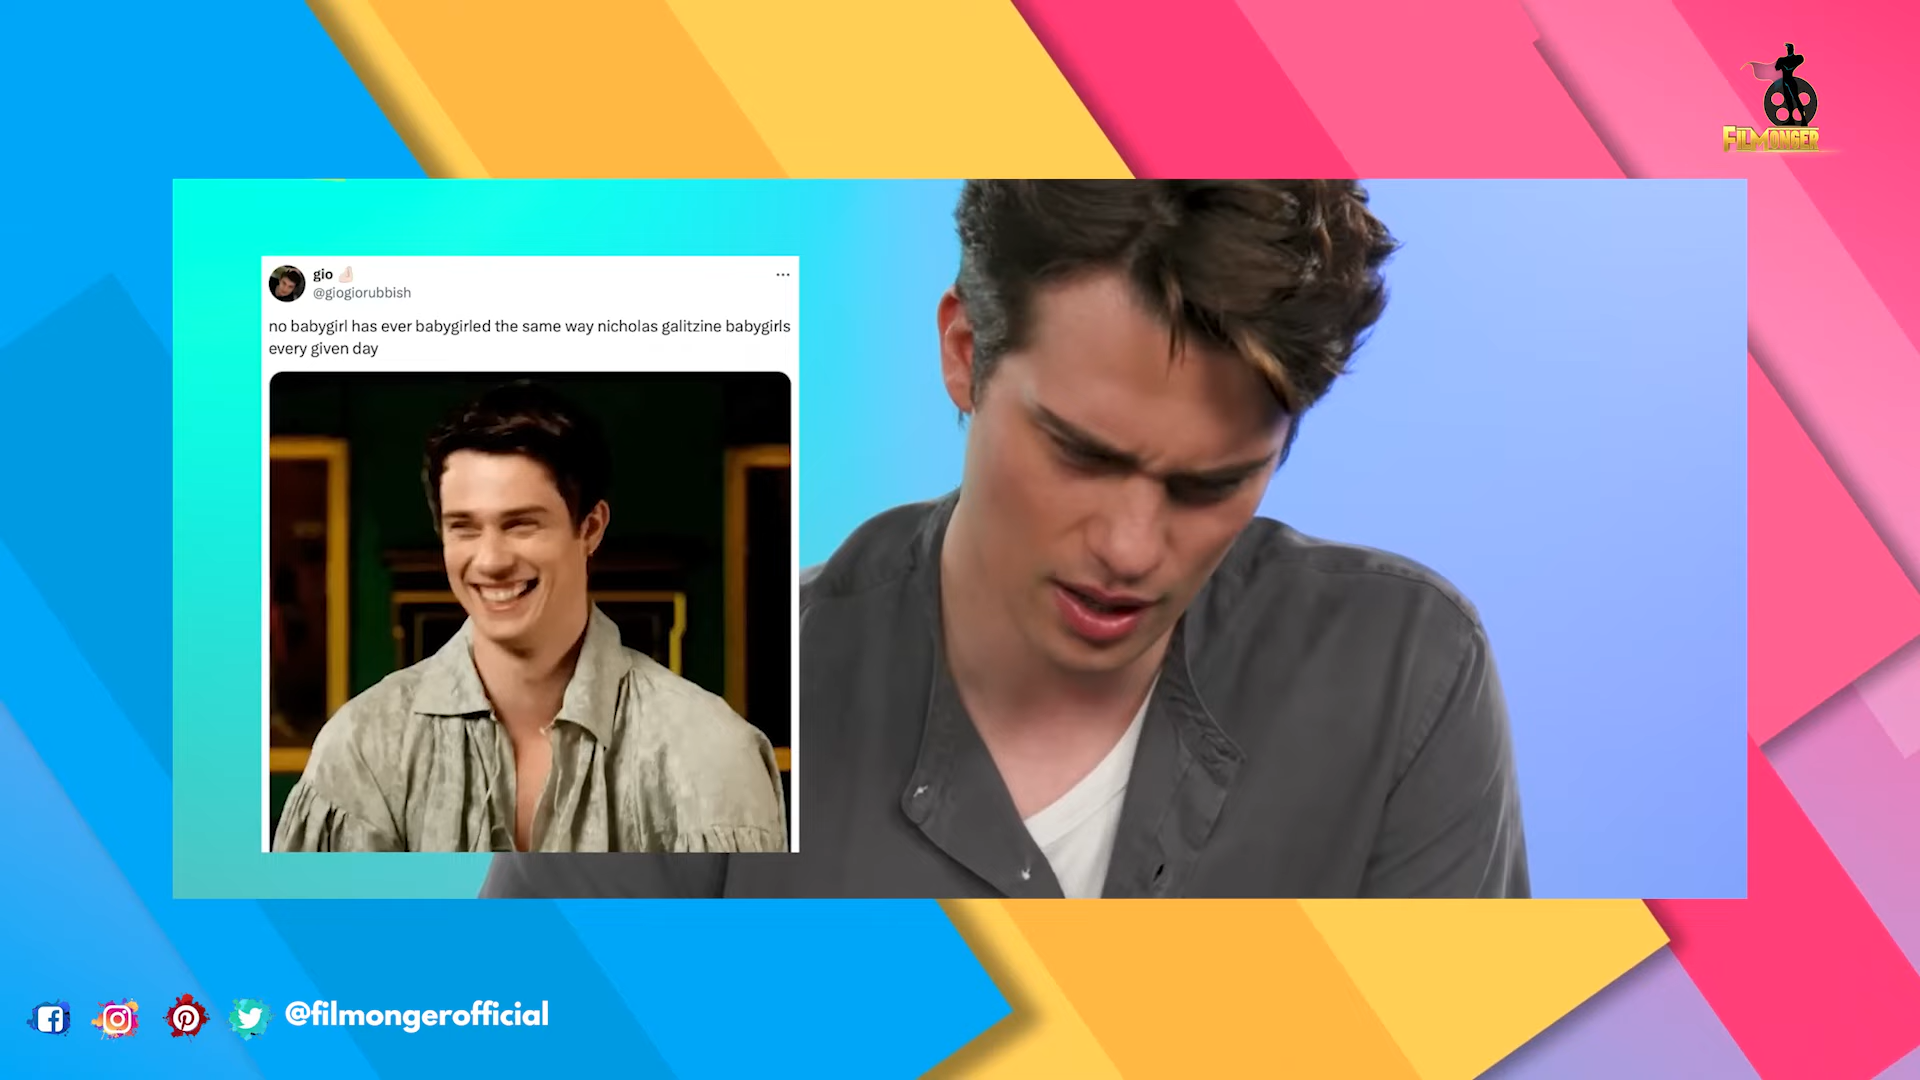 FILMONGER
gio
@giogiorubbish
no babygirl has ever babygirled the same way nicholas galitzine babygirls
every given day
@filmongerofficial